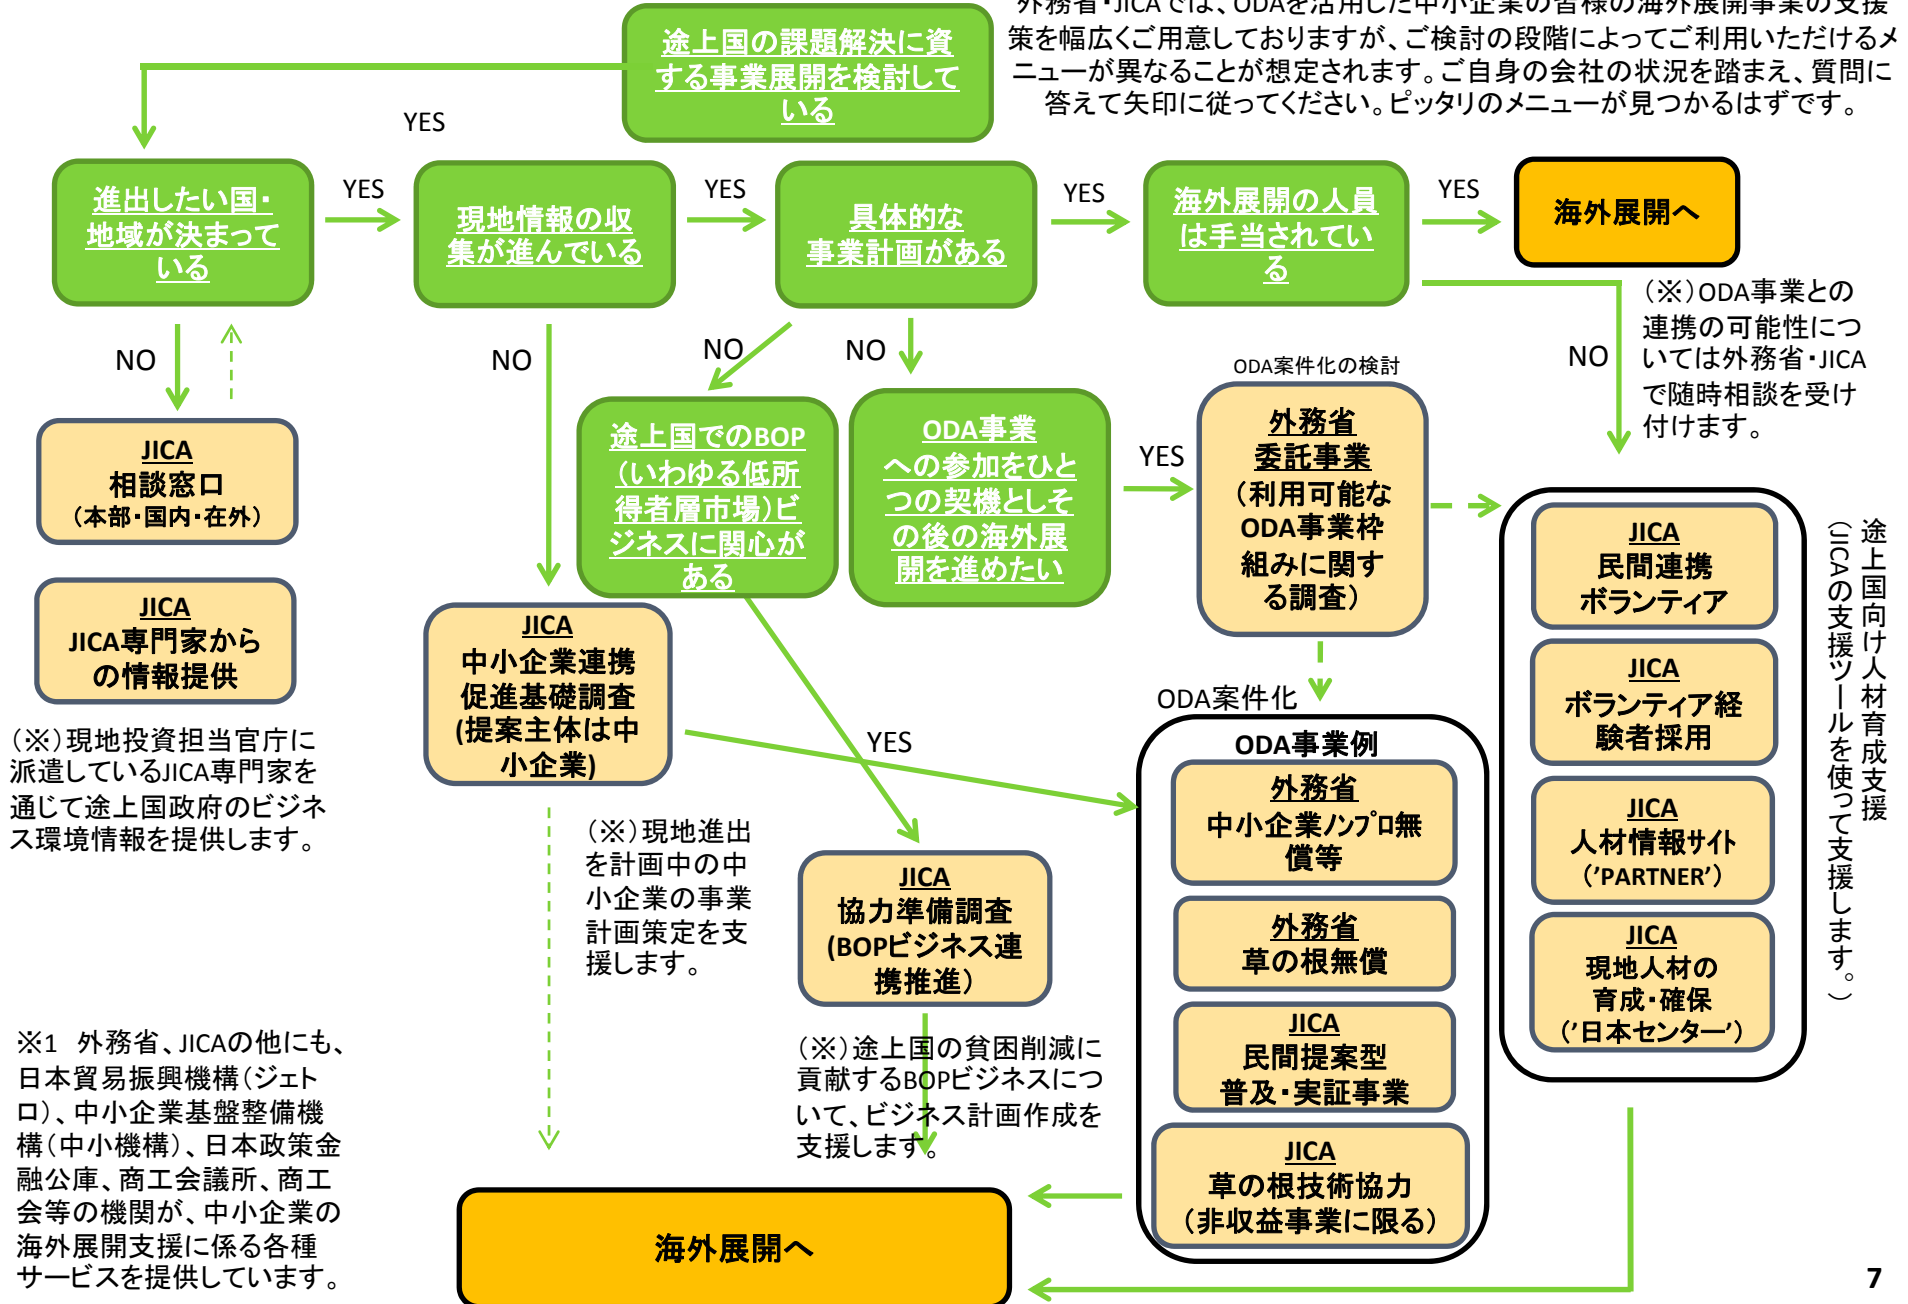 外務省・JICAでは、ODAを活用した中小企業の皆様の海外展開事業の支援
策を幅広くご用意しておりますが、ご検討の段階によってご利用いただけるメ
ニューが異なることが想定されます。ご自身の会社の状況を踏まえ、質問に
答えて矢印に従ってください。ピッタリのメニューが見つかるはずです。
途上国の課題解決に資
する事業展開を検討して
いる
YES
進出したい国・
地域が決まって
いる
YES
現地情報の収
集が進んでいる
YES
具体的な
事業計画がある
YES
海外展開の人員
は手当されてい
る
YES
海外展開へ
(※)ODA事業との
連携の可能性につ
いては外務省・JICA
で随時相談を受け
付けます。
NO
NO
NO
NO
NO
JICA
相談窓口
(本部・国内・在外)
JICA
JICA専門家から
の情報提供
(※)現地投資担当官庁に
派遣しているJICA専門家を
通じて途上国政府のビジネ
ス環境情報を提供します。
途上国でのBOP
(いわゆる低所
得者層市場)ビ
ジネスに関心が
ある
ODA事業
への参加をひと
つの契機としそ
の後の海外展
開を進めたい
YES
ODA案件化の検討
外務省
委託事業
(利用可能な
ODA事業枠
組みに関す
る調査)
JICA
中小企業連携
促進基礎調査
(提案主体は中
小企業)
YES
(※)現地進出
を計画中の中
小企業の事業
計画策定を支
援します。
JICA
協力準備調査
(BOPビジネス連
携推進)
(※)途上国の貧困削減に
貢献するBOPビジネスにつ
いて、ビジネス計画作成を
支援します。
ODA案件化
ODA事業例
外務省
中小企業ノンプロ無
償等
外務省
草の根無償
JICA
民間提案型
普及・実証事業
JICA
草の根技術協力
(非収益事業に限る)
JICA
民間連携
ボランティア
JICA
ボランティア経
験者採用
JICA
人材情報サイト
('PARTNER')
JICA
現地人材の
育成・確保
('日本センター')
途上国向け人材育成支援
(JICAの支援ツールを使って支援します。)
※1 外務省、JICAの他にも、
日本貿易振興機構(ジェト
ロ)、中小企業基盤整備機
構(中小機構)、日本政策金
融公庫、商工会議所、商工
会等の機関が、中小企業の
海外展開支援に係る各種
サービスを提供しています。
海外展開へ
7